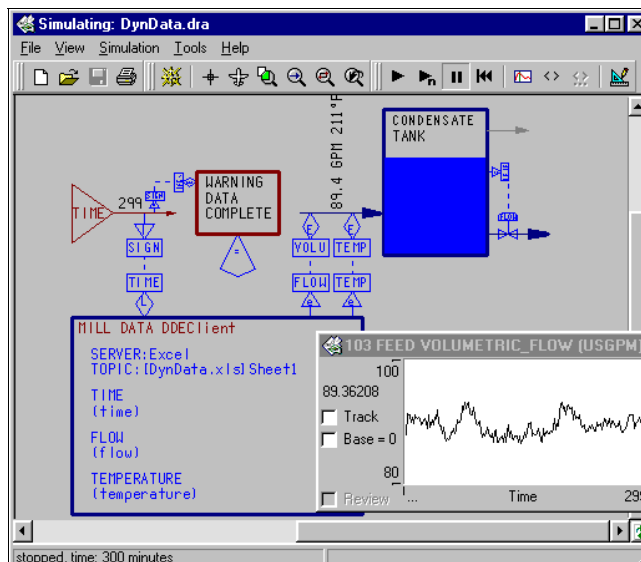 Simulating: DynData.dra
File View Simulation Tools Help
n
89.4 GPM 211°F
CONDENSATE
TANK
TIME
299
SIGN
WARNING
DATA
COMPLETE
=
F
E
SIGN
VOLU
TEMP
TIME
FLOW
TEMP
L
MILL DATA DDEClient
SERVER:Excel
TOPIC:[DynData.xls]Sheet1
TIME
(time)
FLOW
(flow)
TEMPERATURE
(temperature)
103 FEED VOLUMETRIC_FLOW (USGPM)
100
89.36208
Track
Base = 0
80
Review
...
Time
299
stopped, time: 300 minutes